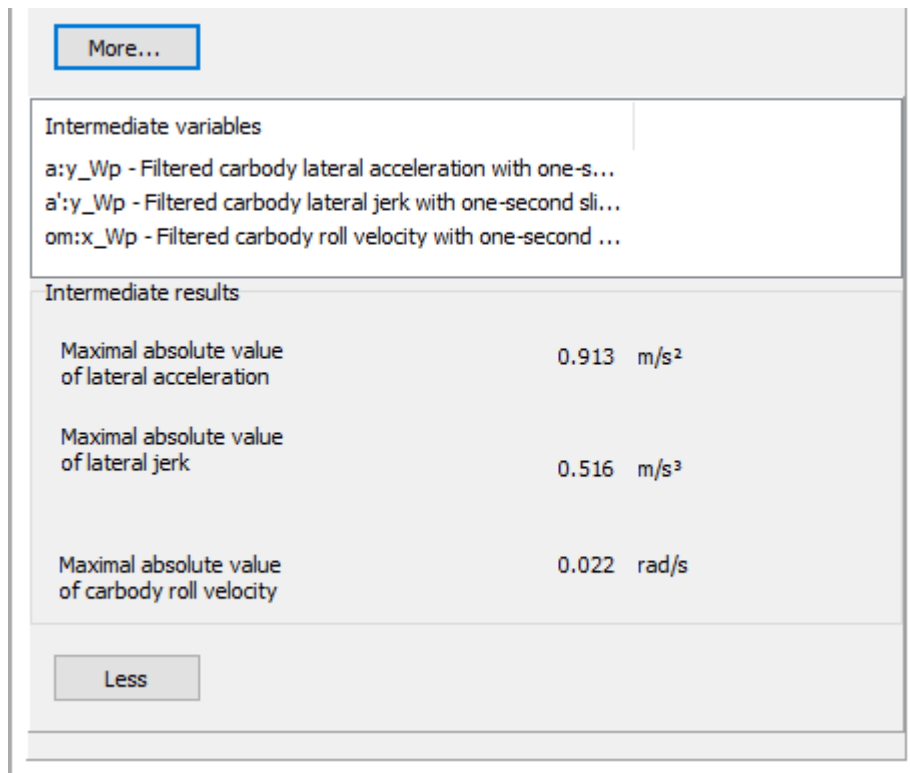 More...
Intermediate variables
a:y_Wp - Filtered carbody lateral acceleration with one-s...
a':y_Wp - Filtered carbody lateral jerk with one-second sli...
om:x_Wp - Filtered carbody roll velocity with one-second ...
Intermediate results
Maximal absolute value
of lateral acceleration
0.913 m/s²
Maximal absolute value
of lateral jerk
0.516 m/s³
Maximal absolute value
of carbody roll velocity
0.022 rad/s
Less